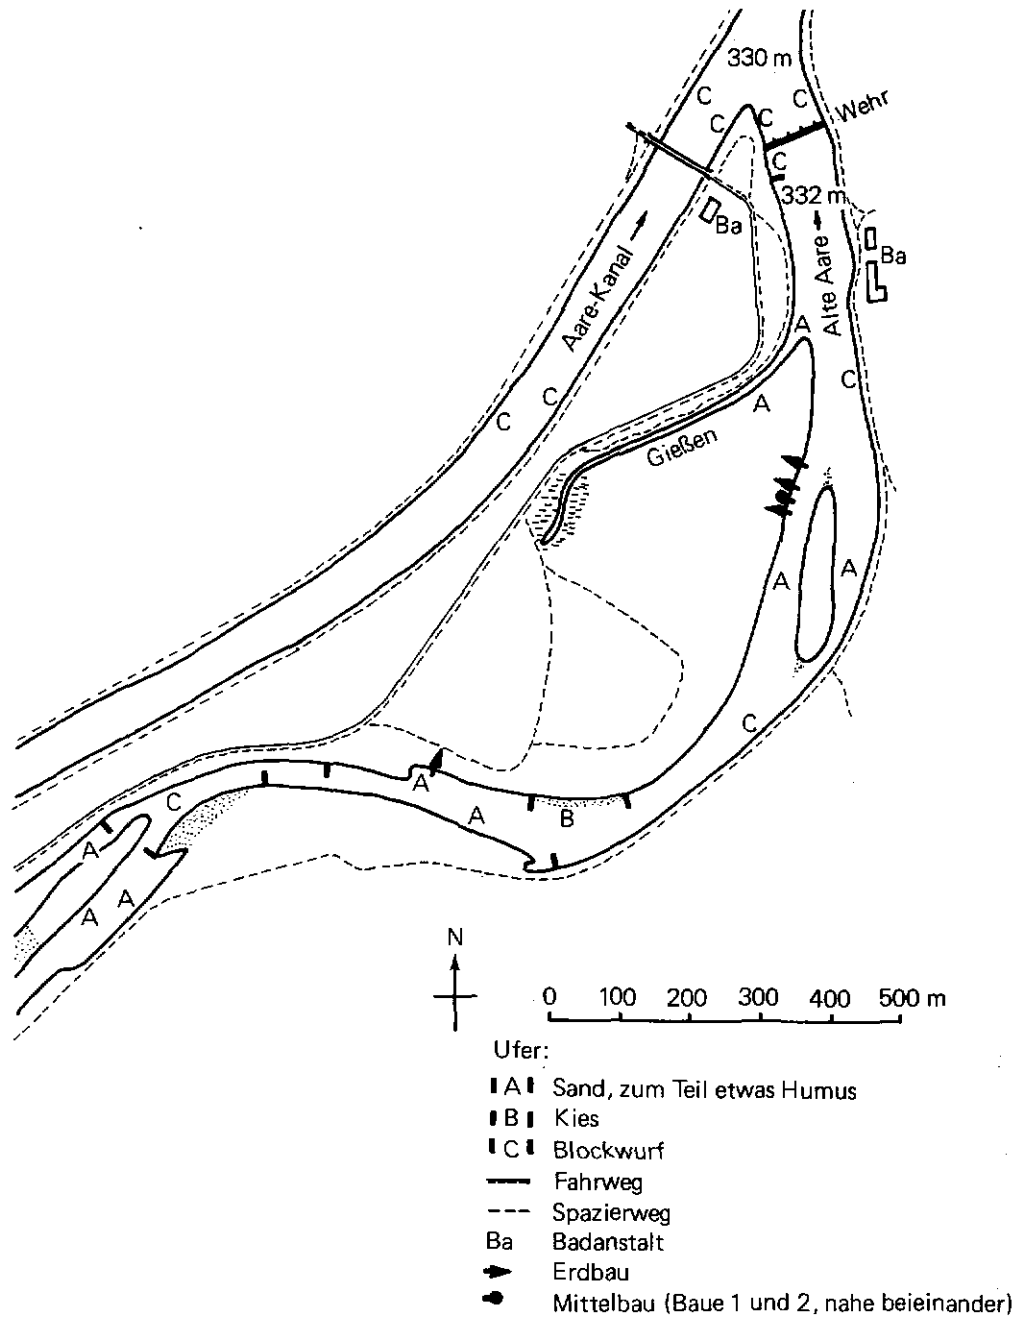 330 m
C
C
C
C
C
Wehr
C
332 m
Ba
Ba
Aare-Kanal
Alte Aare
A
C
C
C
A
Gießen
A
A
C
A
C
A
B
A
A
A
N
0 100 200 300 400 500 m
Ufer:
A Sand, zum Teil etwas Humus
B Kies
C Blockwurf
Fahrweg
Spazierweg
Ba Badanstalt
Erdbau
Mittelbau (Baue 1 und 2, nahe beieinander)